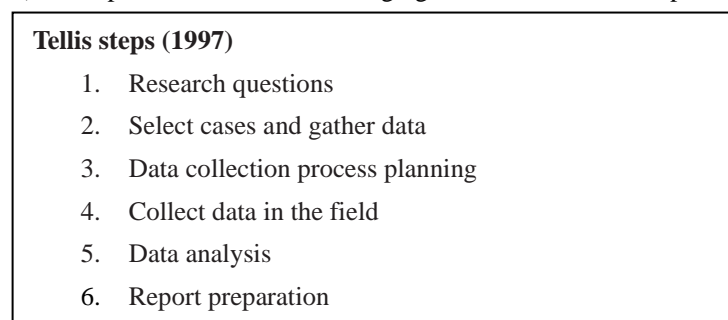 Tellis steps (1997)
1. Research questions
2. Select cases and gather data
3. Data collection process planning
4. Collect data in the field
5. Data analysis
6. Report preparation